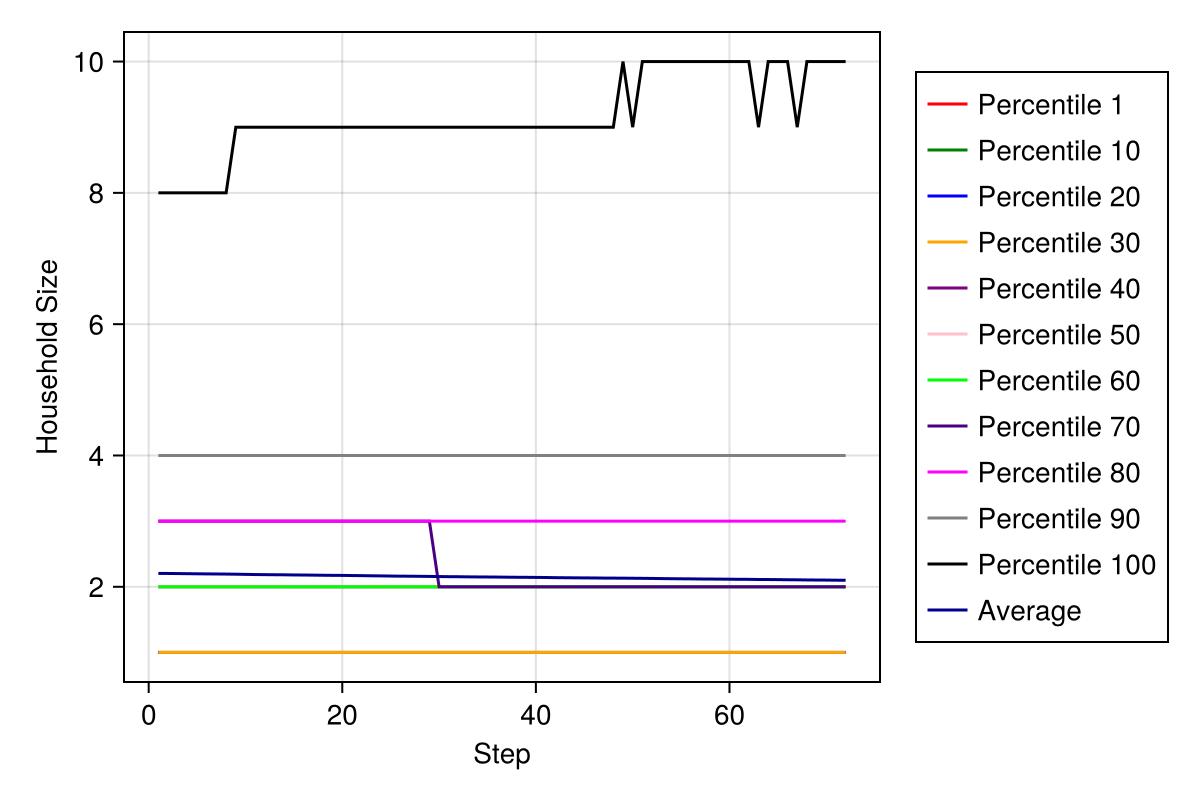 10
8
6
4
2
Household Size
0 20 40 60
Step
Percentile 1
Percentile 10
Percentile 20
Percentile 30
Percentile 40
Percentile 50
Percentile 60
Percentile 70
Percentile 80
Percentile 90
Percentile 100
Average